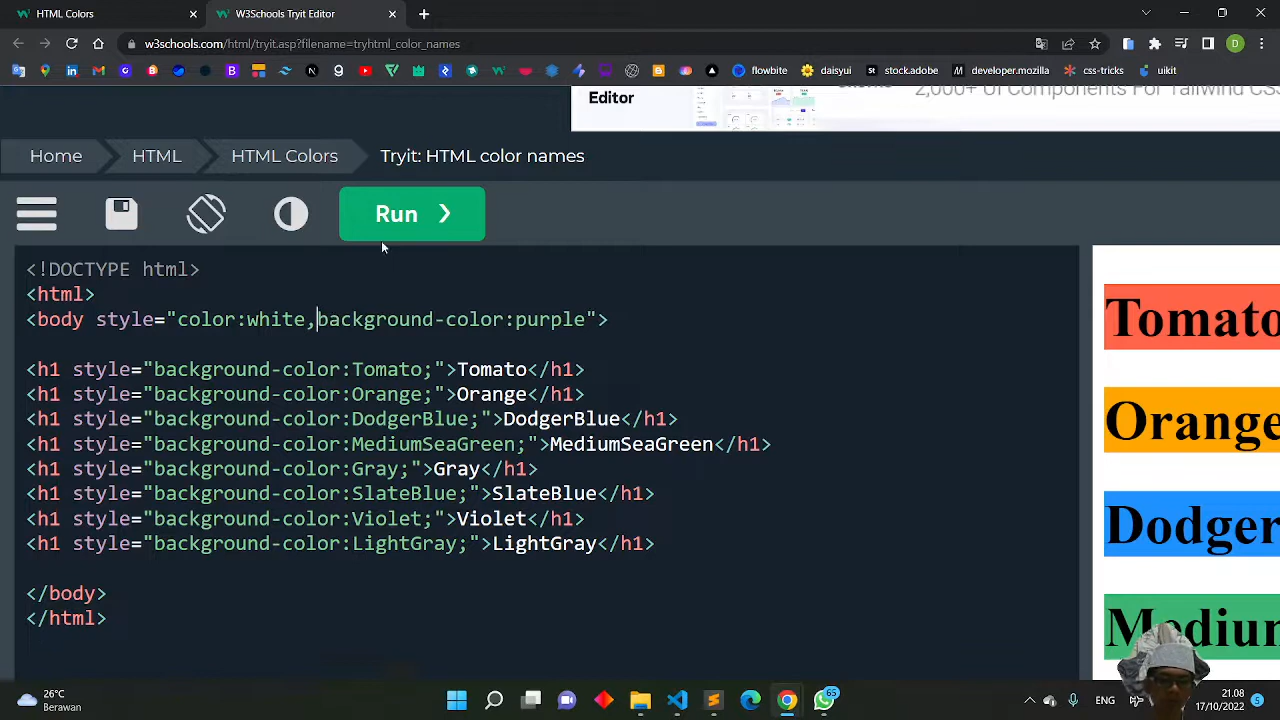 HTML Colors
W3Schools Tryit Editor
w3schools.com/html/tryit.asp?filename=tryhtml_color_names
flowbite
daisyui
stock.adobe
developer.mozilla
css-tricks
uikit
Editor
2,000+ UI Components For Tailwind CSS
Home
HTML
HTML Colors
Tryit: HTML color names
Run ❯
<!DOCTYPE html>
<html>
<body style="color:white,background-color:purple">
<h1 style="background-color:Tomato;">Tomato</h1>
<h1 style="background-color:Orange;">Orange</h1>
<h1 style="background-color:DodgerBlue;">DodgerBlue</h1>
<h1 style="background-color:MediumSeaGreen;">MediumSeaGreen</h1>
<h1 style="background-color:Gray;">Gray</h1>
<h1 style="background-color:SlateBlue;">SlateBlue</h1>
<h1 style="background-color:Violet;">Violet</h1>
<h1 style="background-color:LightGray;">LightGray</h1>
</body>
</html>
Tomato
Orange
Dodger
Mediu
26°C
Berawan
65
ENG
21.08
17/10/2022
5